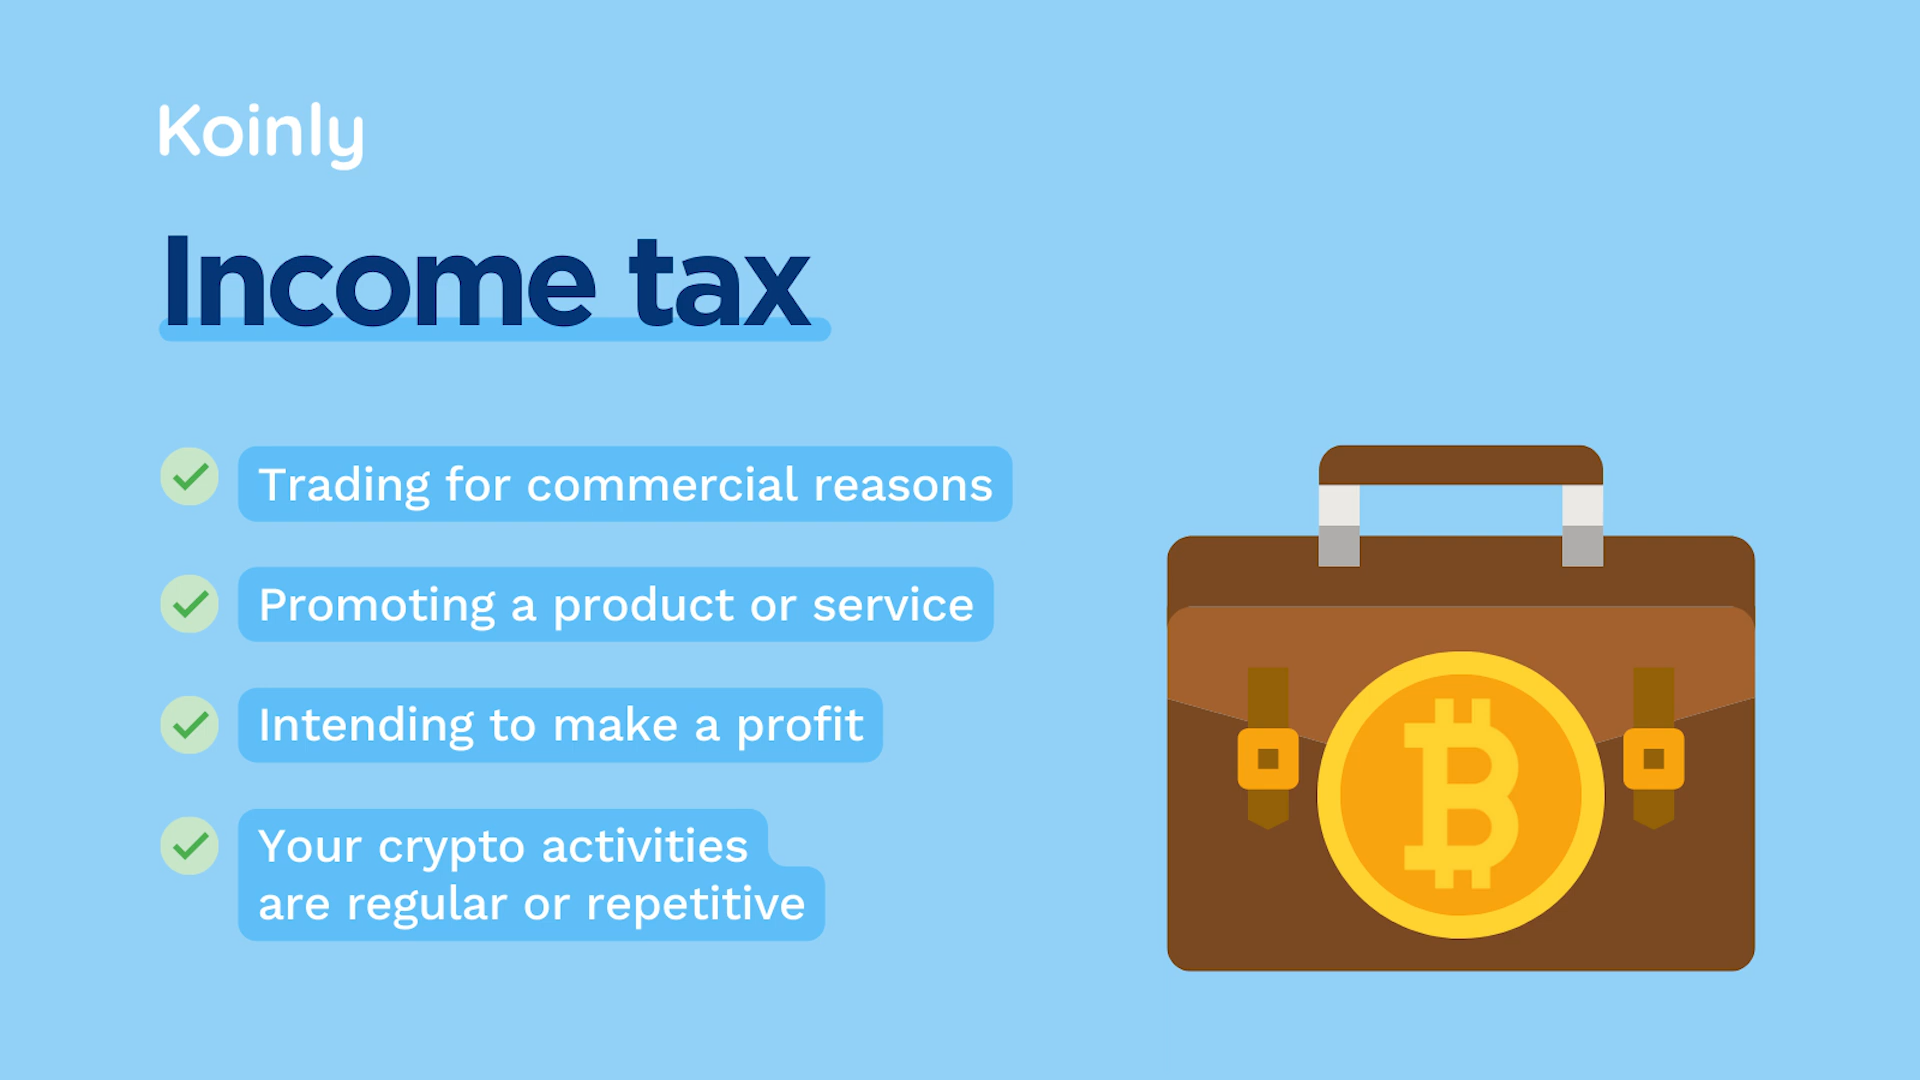 Koinly
Income tax
Trading for commercial reasons
Promoting a product or service
Intending to make a profit
Your crypto activities
are regular or repetitive